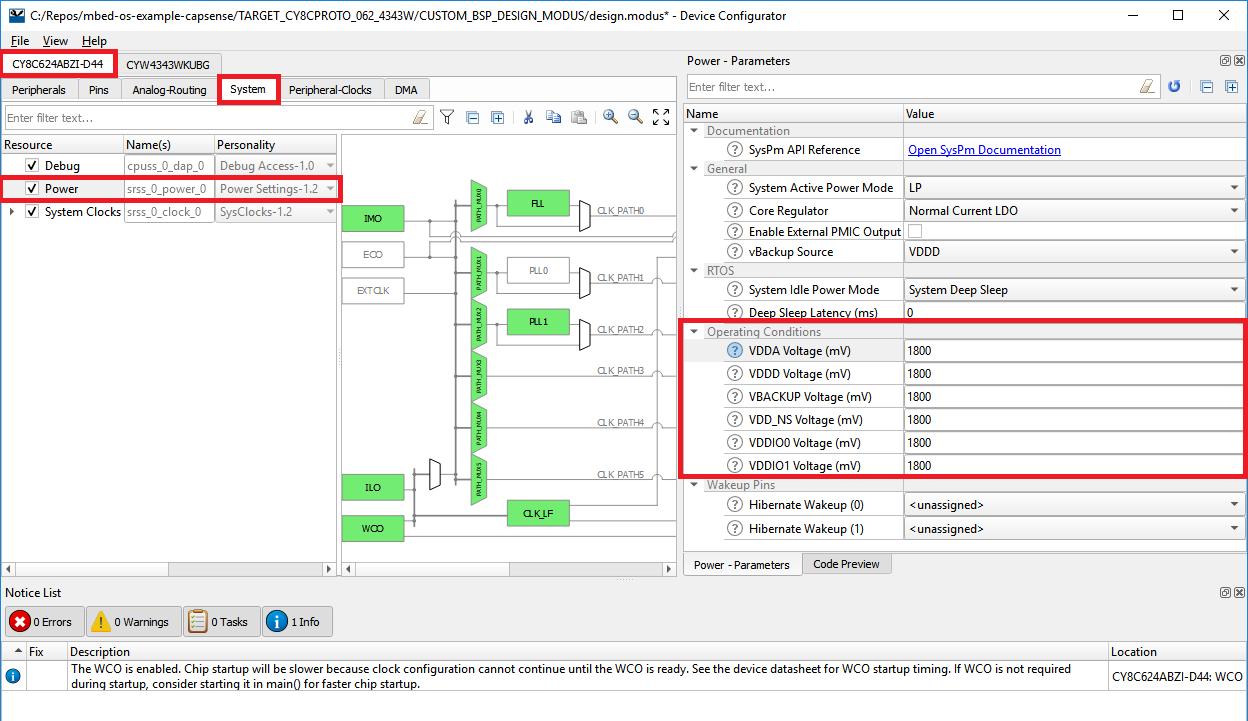 C:/Repos/mbed-os-example-capsense/TARGET_CY8CPROTO_062_4343W/CUSTOM_BSP_DESIGN_MODUS/design.modus* - Device Configurator
File View Help
CY8C624ABZI-D44 CYW4343WKUBG
Peripherals Pins Analog-Routing System Peripheral-Clocks DMA
Enter filter text...
Resource Name(s) Personality
Debug cpuss_0_dap_0 Debug Access-1.0
Power srss_0_power_0 Power Settings-1.2
System Clocks srss_0_clock_0 SysClocks-1.2
IMO
ECO
EXTCLK
ILO
WCO
PATH_MUX0
PATH_MUX1
PATH_MUX2
PATH_MUX3
PATH_MUX4
PATH_MUX5
FLL
PLL0
PLL1
CLK_LF
CLK_PATH0
CLK_PATH1
CLK_PATH2
CLK_PATH3
CLK_PATH4
CLK_PATH5
Power - Parameters
Enter filter text...
Name Value
Documentation
? SysPm API Reference Open SysPm Documentation
General
? System Active Power Mode LP
? Core Regulator Normal Current LDO
? Enable External PMIC Output
? vBackup Source VDDD
RTOS
? System Idle Power Mode System Deep Sleep
? Deep Sleep Latency (ms) 0
Operating Conditions
? VDDA Voltage (mV) 1800
? VDDD Voltage (mV) 1800
? VBACKUP Voltage (mV) 1800
? VDD_NS Voltage (mV) 1800
? VDDIO0 Voltage (mV) 1800
? VDDIO1 Voltage (mV) 1800
Wakeup Pins
? Hibernate Wakeup (0) <unassigned>
? Hibernate Wakeup (1) <unassigned>
Power - Parameters Code Preview
Notice List
0 Errors 0 Warnings 0 Tasks 1 Info
Fix Description Location
The WCO is enabled. Chip startup will be slower because clock configuration cannot continue until the WCO is ready. See the device datasheet for WCO startup timing. If WCO is not required
during startup, consider starting it in main() for faster chip startup.
CY8C624ABZI-D44: WCO